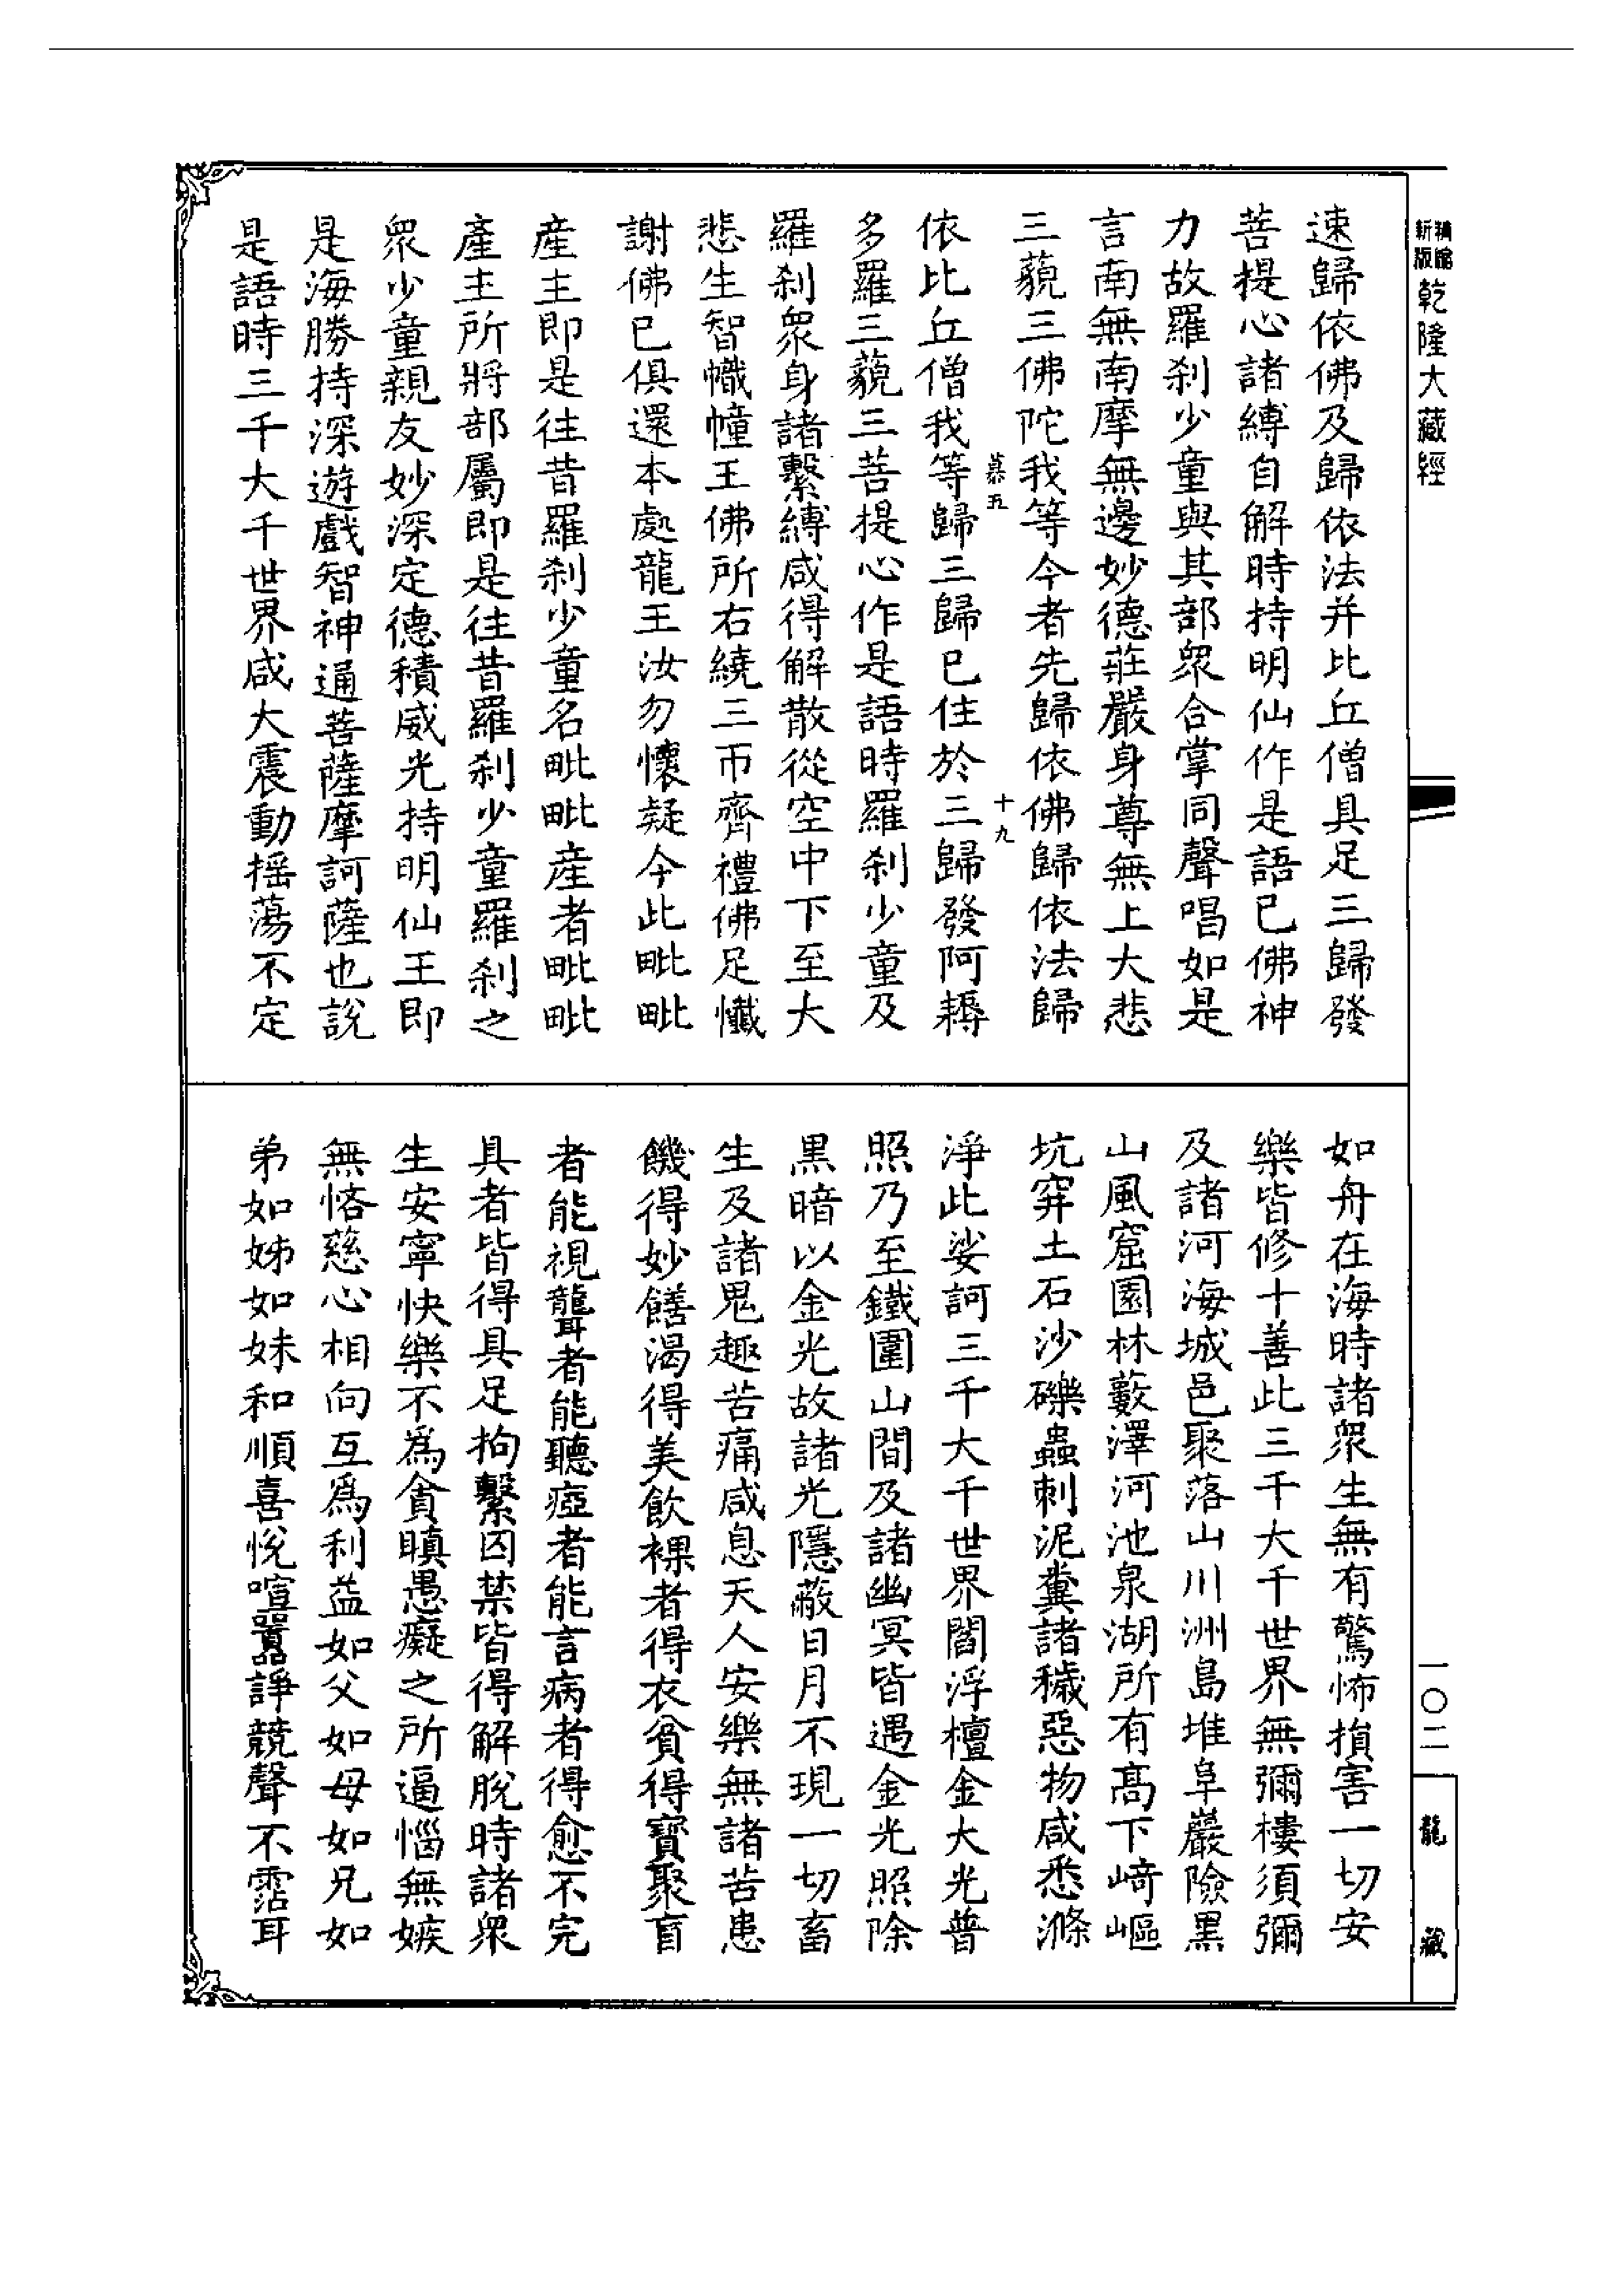 新編縮版乾隆大藏經
速歸依佛及歸依法并比丘僧具足三歸發
菩提心諸縛自解時持明仙作是語已佛神
力故羅剎少童與其部眾合掌同聲唱如是
言南無南摩無邊妙德莊嚴身尊無上大悲
三藐三佛陀我等今者先歸依佛歸依法歸
慕五
十九
依比丘僧我等歸三歸已住於三歸發阿耨
多羅三藐三菩提心作是語時羅剎少童及
羅剎眾身諸繫縛咸得解散從空中下至大
悲生智幟幢王佛所右繞三帀齊禮佛足懺
謝佛已俱還本處龍王汝勿懷疑今此毗毗
產主即是往昔羅剎少童名毗毗產者毗毗
產主所將部屬即是往昔羅剎少童羅剎之
眾少童親友妙深定德積威光持明仙王即
是海勝持深遊戲智神通菩薩摩訶薩也說
是語時三千大千世界咸大震動搖蕩不定
如舟在海時諸眾生無有驚怖損害一切安
樂皆修十善此三千大千世界無彌樓須彌
及諸河海城邑聚落山川洲島堆阜巖險黑
山風窟園林藪澤河池泉湖所有高下崎嶇
坑穽土石沙礫蟲刺泥糞諸穢惡物咸悉滌
淨此娑訶三千大千世界閻浮檀金大光普
照乃至鐵圍山間及諸幽冥皆遇金光照除
黑暗以金光故諸光隱蔽日月不現一切畜
生及諸鬼趣苦痛咸息天人安樂無諸苦患
饑得妙饍渴得美飲裸者得衣貧得寶聚盲
者能視聾者能聽瘂者能言病者得愈不完
具者皆得具足拘繫囚禁皆得解脫時諸眾
生安寧快樂不為貪瞋愚癡之所逼惱無嫉
無悋慈心相向互為利益如父如母如兄如
弟如姊如妹和順喜悅喧囂諍競聲不霑耳
一〇二
龍藏